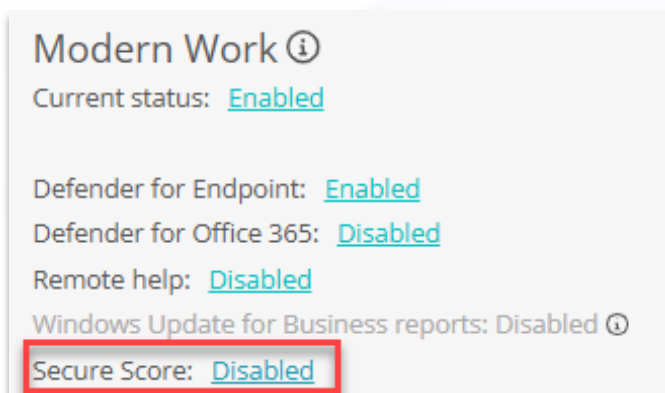 Modern Work
Current status: Enabled
Defender for Endpoint: Enabled
Defender for Office 365: Disabled
Remote help: Disabled
Windows Update for Business reports: Disabled
Secure Score: Disabled